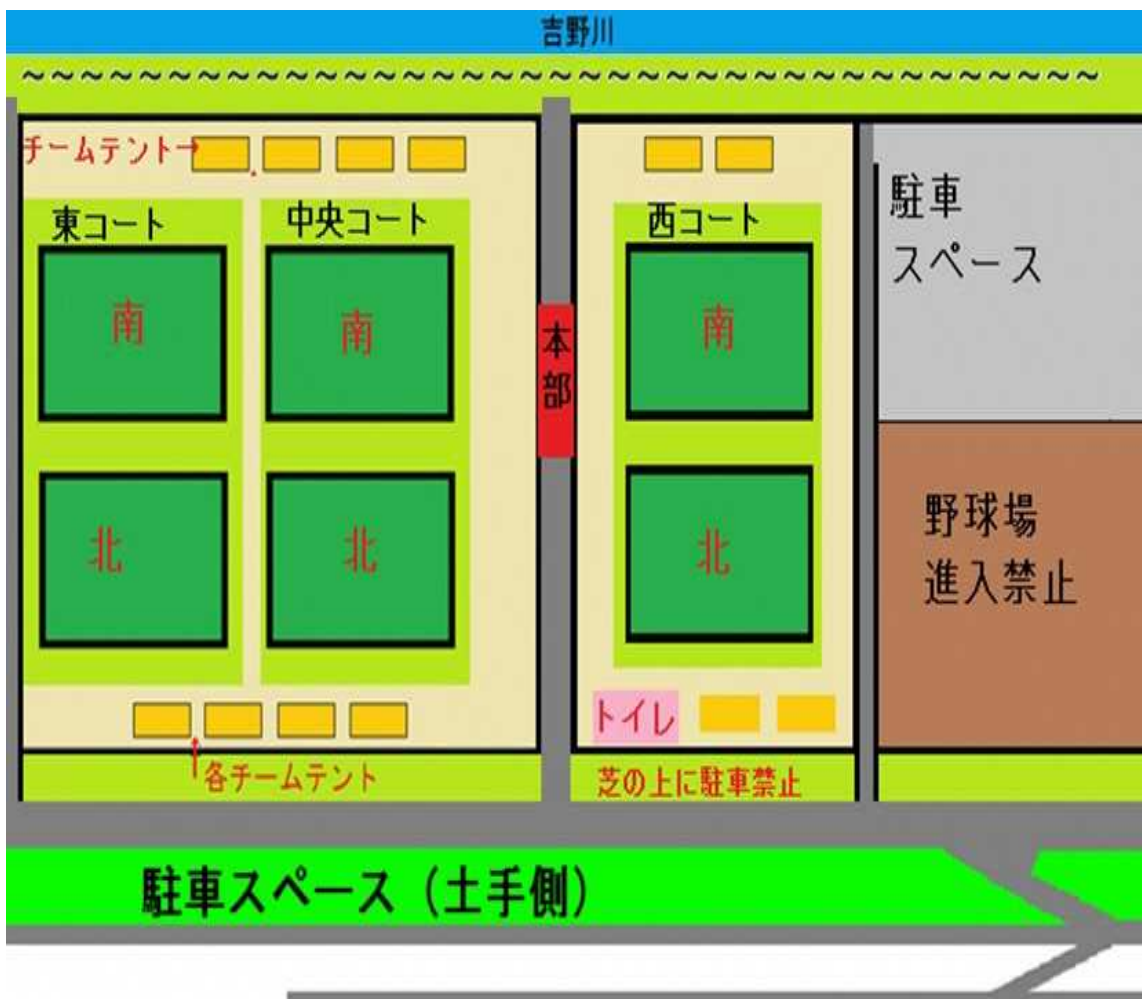 吉野川
～～～～～～～～～～～～～～～～～～～～～～～～～～～～～～～～～～～～～
チームテント→
東コート
中央コート
西コート
駐車
スペース
南
南
南
本部
北
北
北
野球場
進入禁止
トイレ
↑各チームテント
芝の上に駐車禁止
駐車スペース（土手側）